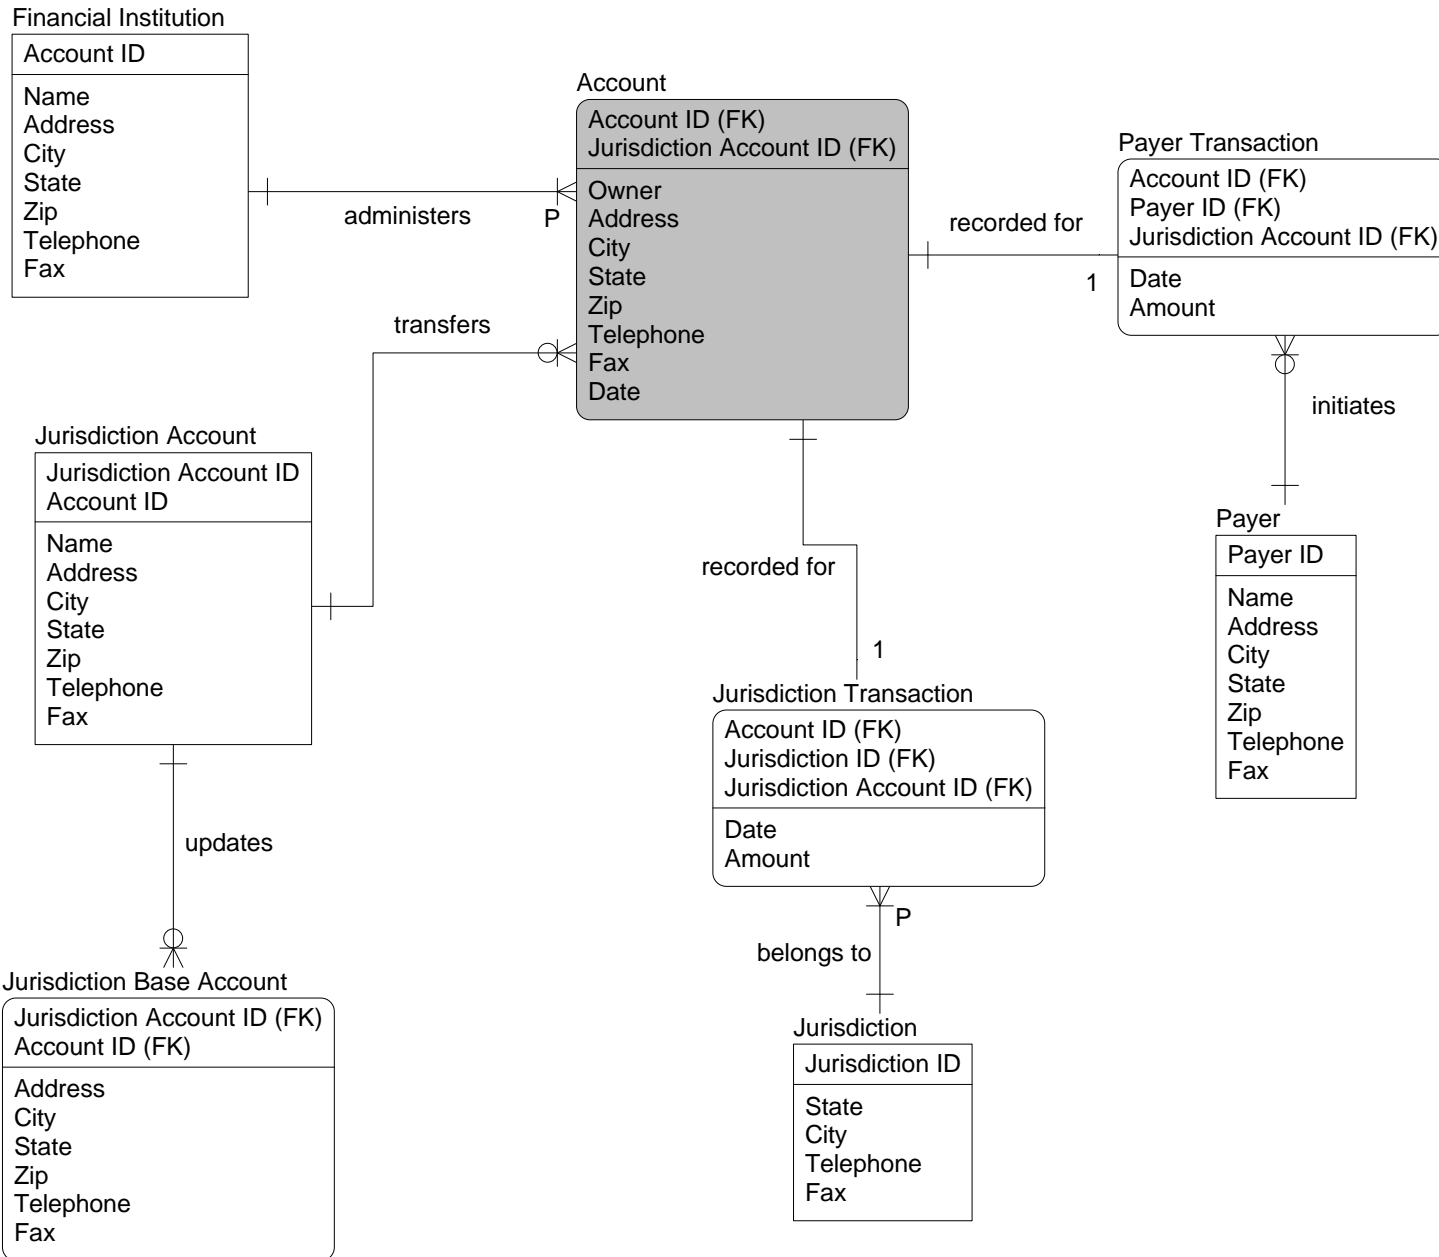 Financial Institution
Account ID
Name
Address
City
State
Zip
Telephone
Fax
administers
P
Account
Account ID (FK)
Jurisdiction Account ID (FK)
Owner
Address
City
State
Zip
Telephone
Fax
Date
recorded for
1
Payer Transaction
Account ID (FK)
Payer ID (FK)
Jurisdiction Account ID (FK)
Date
Amount
transfers
initiates
Jurisdiction Account
Jurisdiction Account ID
Account ID
Name
Address
City
State
Zip
Telephone
Fax
recorded for
1
Payer
Payer ID
Name
Address
City
State
Zip
Telephone
Fax
Jurisdiction Transaction
Account ID (FK)
Jurisdiction ID (FK)
Jurisdiction Account ID (FK)
Date
Amount
updates
P
belongs to
Jurisdiction Base Account
Jurisdiction Account ID (FK)
Account ID (FK)
Address
City
State
Zip
Telephone
Fax
Jurisdiction
Jurisdiction ID
State
City
Telephone
Fax